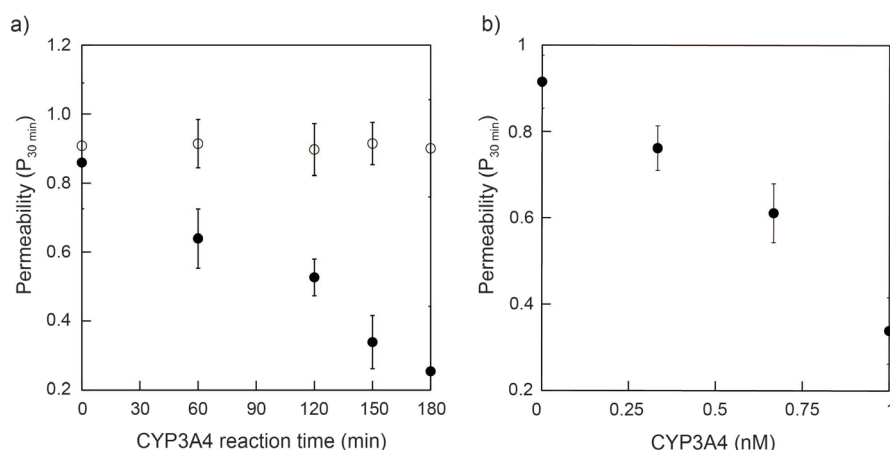 a)
b)
1.2
1.0
0.8
0.6
0.4
0.2
Permeability (P30 min)
0 30 60 90 120 150 180
CYP3A4 reaction time (min)
1
0.8
0.6
0.4
0.2
Permeability (P30 min)
0 0.25 0.5 0.75 1
CYP3A4 (nM)